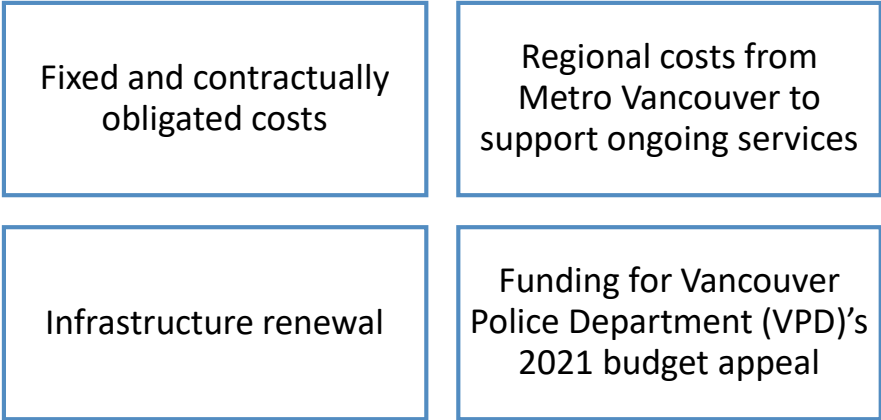 Fixed and contractually
obligated costs
Regional costs from
Metro Vancouver to
support ongoing services
Infrastructure renewal
Funding for Vancouver
Police Department (VPD)’s
2021 budget appeal